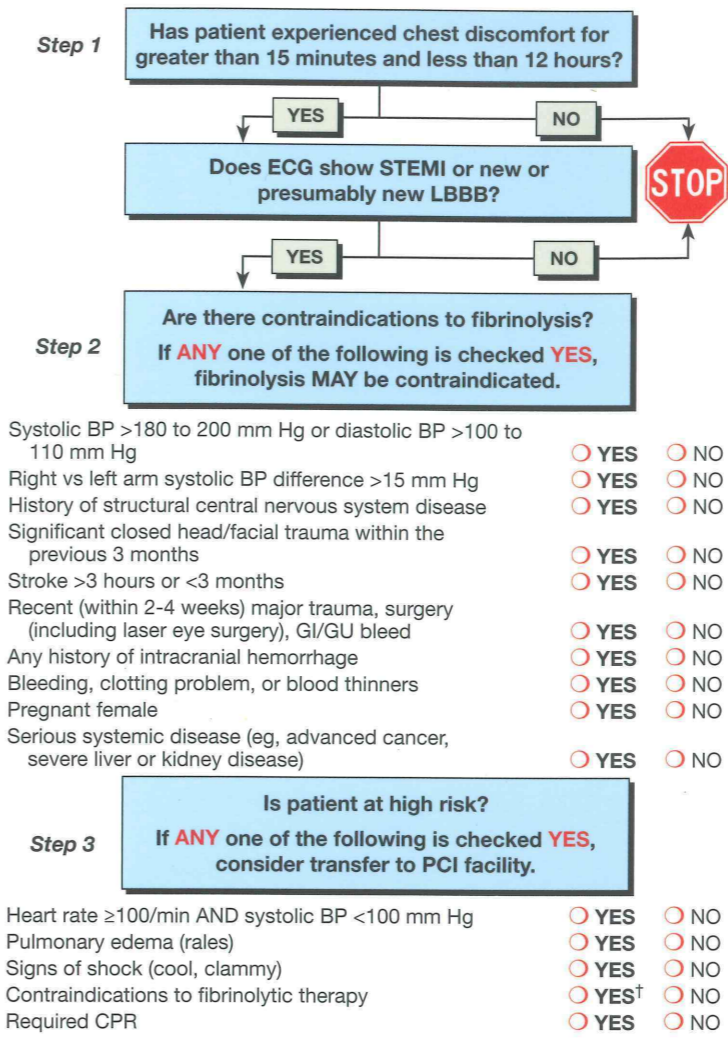 Step 1
Has patient experienced chest discomfort for
greater than 15 minutes and less than 12 hours?
YES
NO
Does ECG show STEMI or new or
presumably new LBBB?
STOP
YES
NO
Step 2
Are there contraindications to fibrinolysis?
If ANY one of the following is checked YES,
fibrinolysis MAY be contraindicated.
Systolic BP >180 to 200 mm Hg or diastolic BP >100 to
110 mm Hg YES NO
Right vs left arm systolic BP difference >15 mm Hg YES NO
History of structural central nervous system disease YES NO
Significant closed head/facial trauma within the
previous 3 months YES NO
Stroke >3 hours or <3 months YES NO
Recent (within 2-4 weeks) major trauma, surgery
(including laser eye surgery), GI/GU bleed YES NO
Any history of intracranial hemorrhage YES NO
Bleeding, clotting problem, or blood thinners YES NO
Pregnant female YES NO
Serious systemic disease (eg, advanced cancer,
severe liver or kidney disease) YES NO
Step 3
Is patient at high risk?
If ANY one of the following is checked YES,
consider transfer to PCI facility.
Heart rate ≥100/min AND systolic BP <100 mm Hg YES NO
Pulmonary edema (rales) YES NO
Signs of shock (cool, clammy) YES NO
Contraindications to fibrinolytic therapy YES† NO
Required CPR YES NO